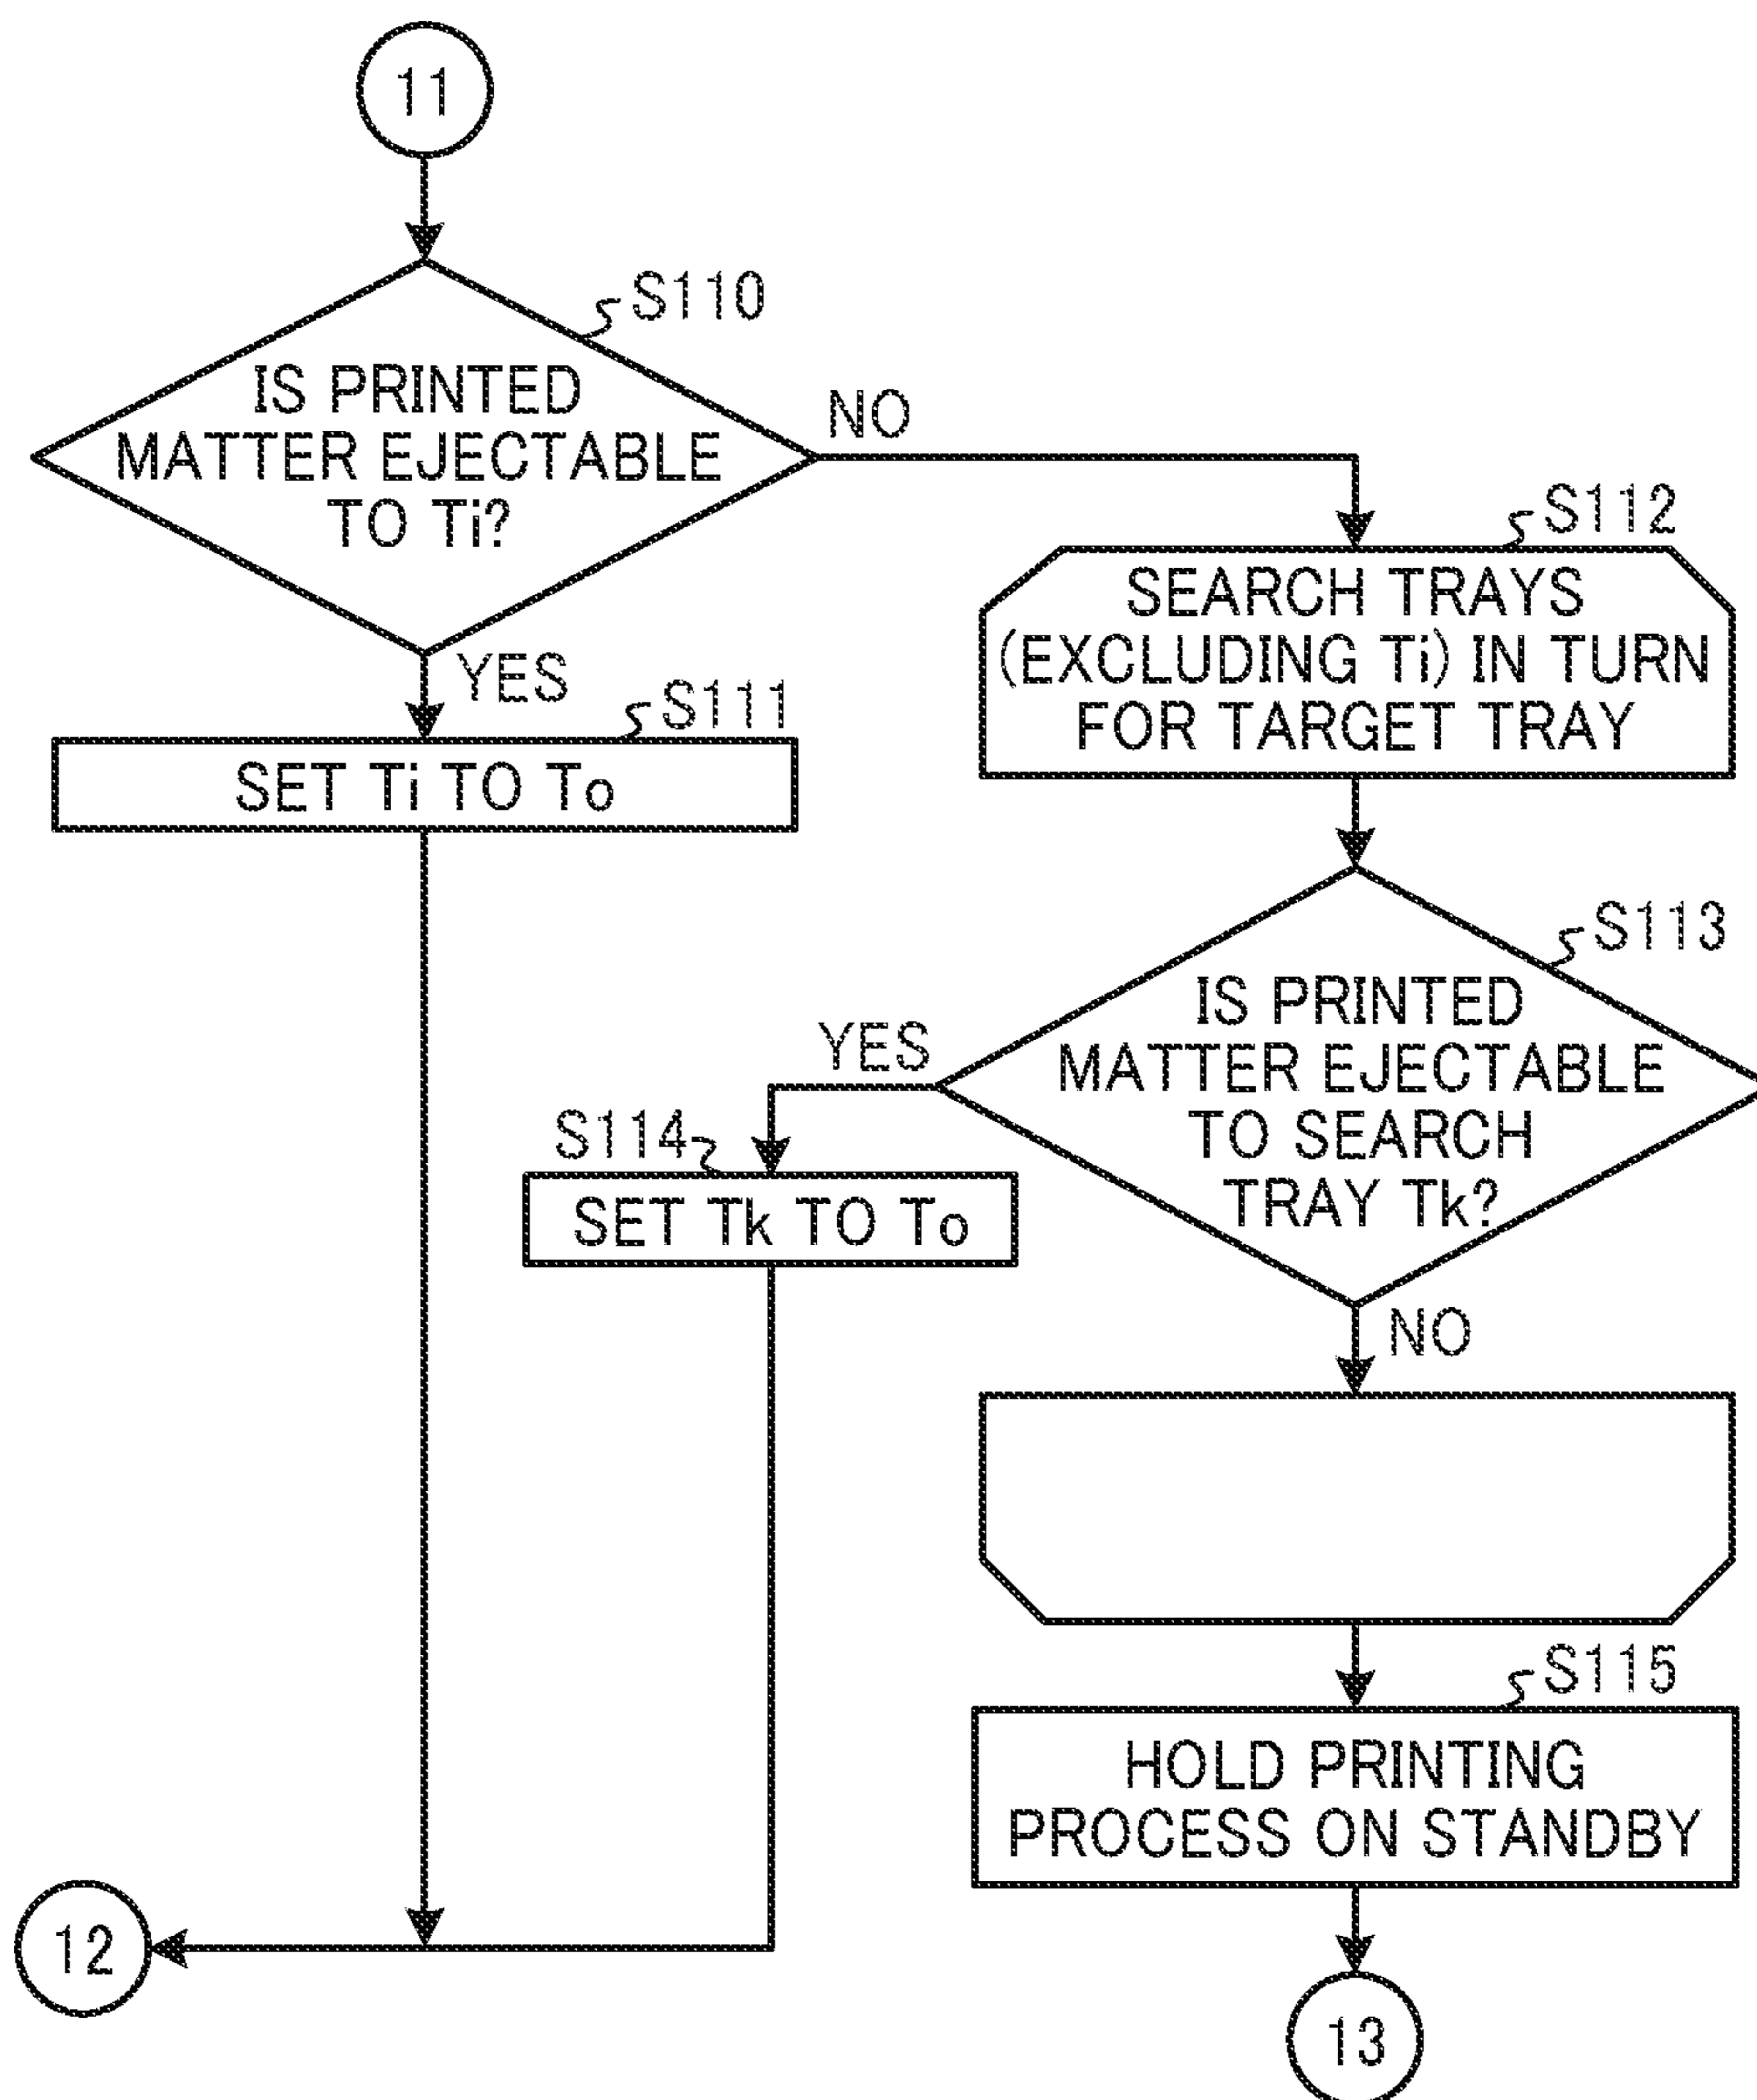 11
S110
IS PRINTED
MATTER EJECTABLE
TO Ti?
NO
YES
S111
SET Ti TO To
S112
SEARCH TRAYS
(EXCLUDING Ti) IN TURN
FOR TARGET TRAY
S113
IS PRINTED
MATTER EJECTABLE
TO SEARCH
TRAY Tk?
YES
S114
SET Tk TO To
NO
S115
HOLD PRINTING
PROCESS ON STANDBY
12
13